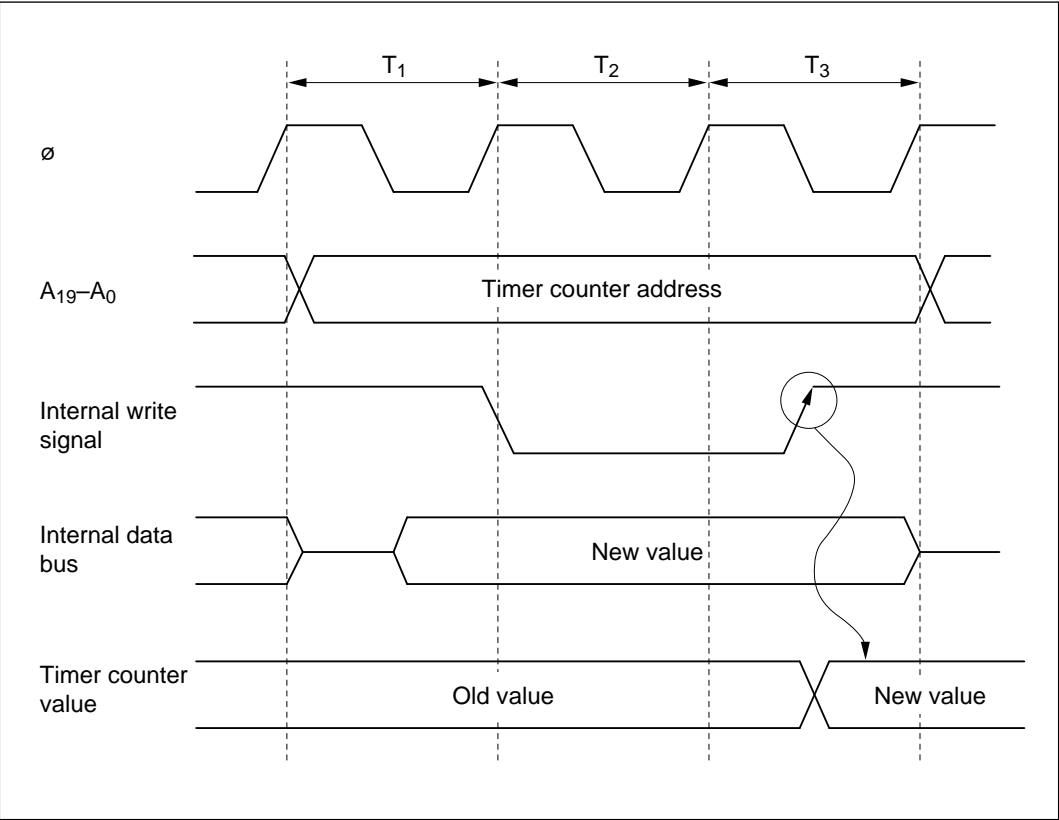 T1 T2 T3
ø
A19–A0
Timer counter address
Internal write
signal
Internal data
bus
New value
Timer counter
value
Old value
New value